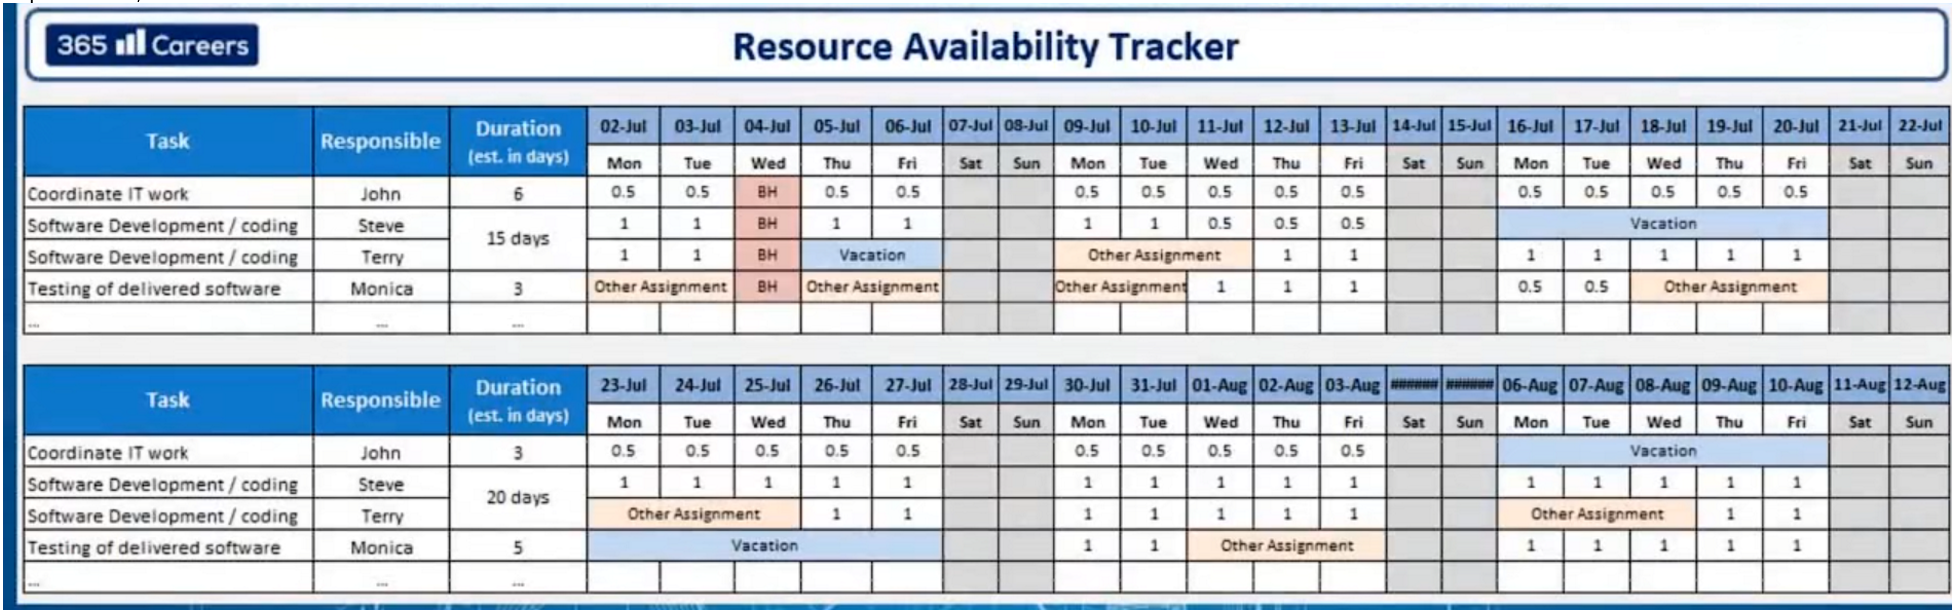 365 Careers
Resource Availability Tracker
Task Responsible Duration (est. in days) 02-Jul 03-Jul 04-Jul 05-Jul 06-Jul 07-Jul 08-Jul 09-Jul 10-Jul 11-Jul 12-Jul 13-Jul 14-Jul 15-Jul 16-Jul 17-Jul 18-Jul 19-Jul 20-Jul 21-Jul 22-Jul
Mon Tue Wed Thu Fri Sat Sun Mon Tue Wed Thu Fri Sat Sun Mon Tue Wed Thu Fri Sat Sun
Coordinate IT work John 6 0.5 0.5 BH 0.5 0.5 0.5 0.5 0.5 0.5 0.5 0.5 0.5 0.5 0.5 0.5
Software Development / coding Steve 15 days 1 1 BH 1 1 1 1 0.5 0.5 0.5 Vacation
Software Development / coding Terry 1 1 BH Vacation Other Assignment 1 1 1 1 1 1 1
Testing of delivered software Monica 3 Other Assignment BH Other Assignment Other Assignment 1 1 1 0.5 0.5 Other Assignment
... ... ...
Task Responsible Duration (est. in days) 23-Jul 24-Jul 25-Jul 26-Jul 27-Jul 28-Jul 29-Jul 30-Jul 31-Jul 01-Aug 02-Aug 03-Aug ###### ###### 06-Aug 07-Aug 08-Aug 09-Aug 10-Aug 11-Aug 12-Aug
Mon Tue Wed Thu Fri Sat Sun Mon Tue Wed Thu Fri Sat Sun Mon Tue Wed Thu Fri Sat Sun
Coordinate IT work John 3 0.5 0.5 0.5 0.5 0.5 0.5 0.5 0.5 0.5 0.5 Vacation
Software Development / coding Steve 20 days 1 1 1 1 1 1 1 1 1 1 1 1 1 1 1
Software Development / coding Terry Other Assignment 1 1 1 1 1 1 1 Other Assignment 1 1
Testing of delivered software Monica 5 Vacation 1 1 Other Assignment 1 1 1 1 1
... ... ...